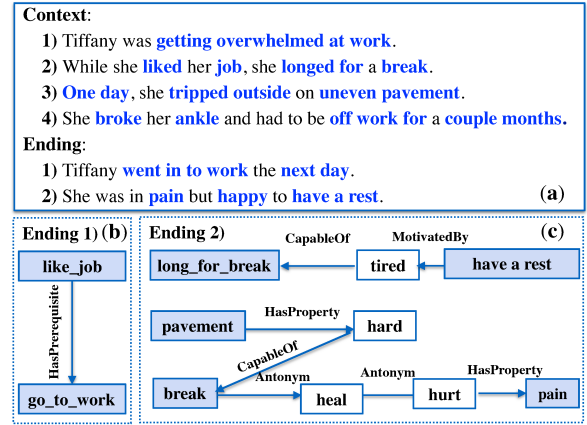 Context:
1) Tiffany was getting overwhelmed at work.
2) While she liked her job, she longed for a break.
3) One day, she tripped outside on uneven pavement.
4) She broke her ankle and had to be off work for a couple months.
Ending:
1) Tiffany went in to work the next day.
2) She was in pain but happy to have a rest.
(a)
Ending 1) (b)
like_job
HasPrerequisite
go_to_work
Ending 2)
(c)
CapableOf
MotivatedBy
long_for_break
tired
have a rest
HasProperty
pavement
hard
CapableOf
Antonym
Antonym
HasProperty
break
heal
hurt
pain